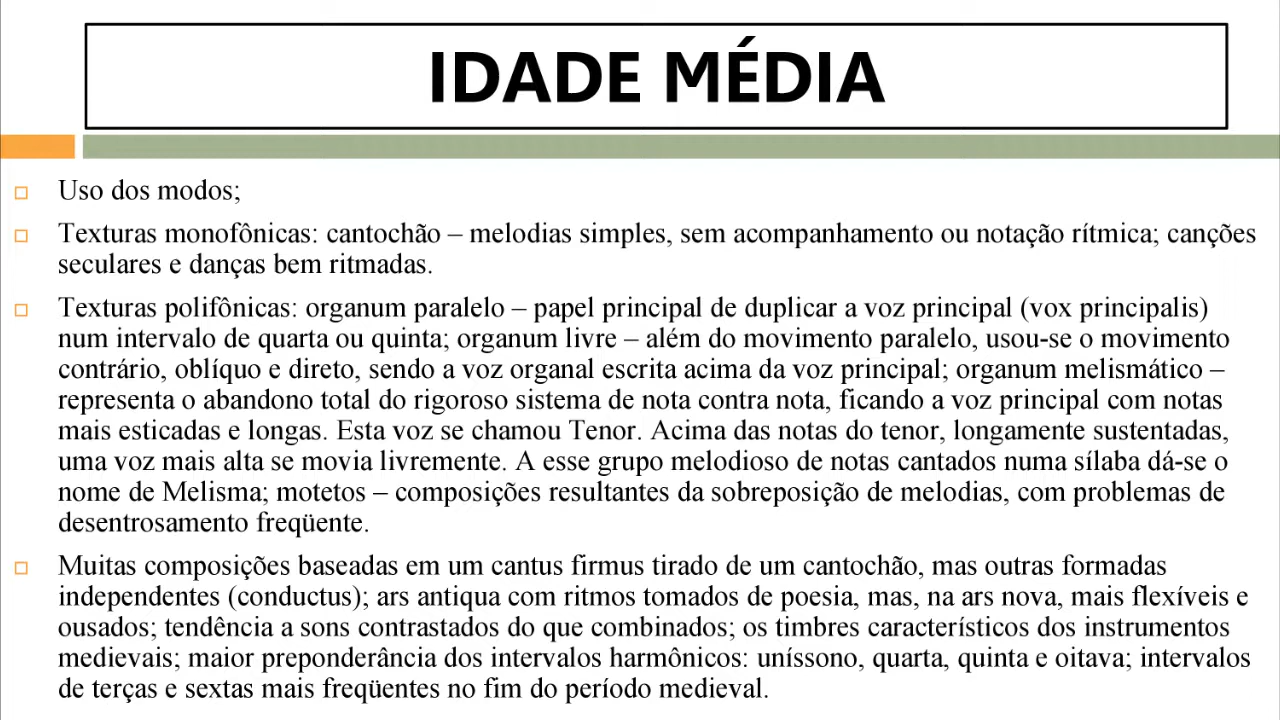 IDADE MÉDIA
Uso dos modos;
Texturas monofônicas: cantochão – melodias simples, sem acompanhamento ou notação rítmica; canções
seculares e danças bem ritmadas.
Texturas polifônicas: organum paralelo – papel principal de duplicar a voz principal (vox principalis)
num intervalo de quarta ou quinta; organum livre – além do movimento paralelo, usou-se o movimento
contrário, oblíquo e direto, sendo a voz organal escrita acima da voz principal; organum melismático –
representa o abandono total do rigoroso sistema de nota contra nota, ficando a voz principal com notas
mais esticadas e longas. Esta voz se chamou Tenor. Acima das notas do tenor, longamente sustentadas,
uma voz mais alta se movia livremente. A esse grupo melodioso de notas cantados numa sílaba dá-se o
nome de Melisma; motetos – composições resultantes da sobreposição de melodias, com problemas de
desentrosamento freqüente.
Muitas composições baseadas em um cantus firmus tirado de um cantochão, mas outras formadas
independentes (conductus); ars antiqua com ritmos tomados de poesia, mas, na ars nova, mais flexíveis e
ousados; tendência a sons contrastados do que combinados; os timbres característicos dos instrumentos
medievais; maior preponderância dos intervalos harmônicos: uníssono, quarta, quinta e oitava; intervalos
de terças e sextas mais freqüentes no fim do período medieval.